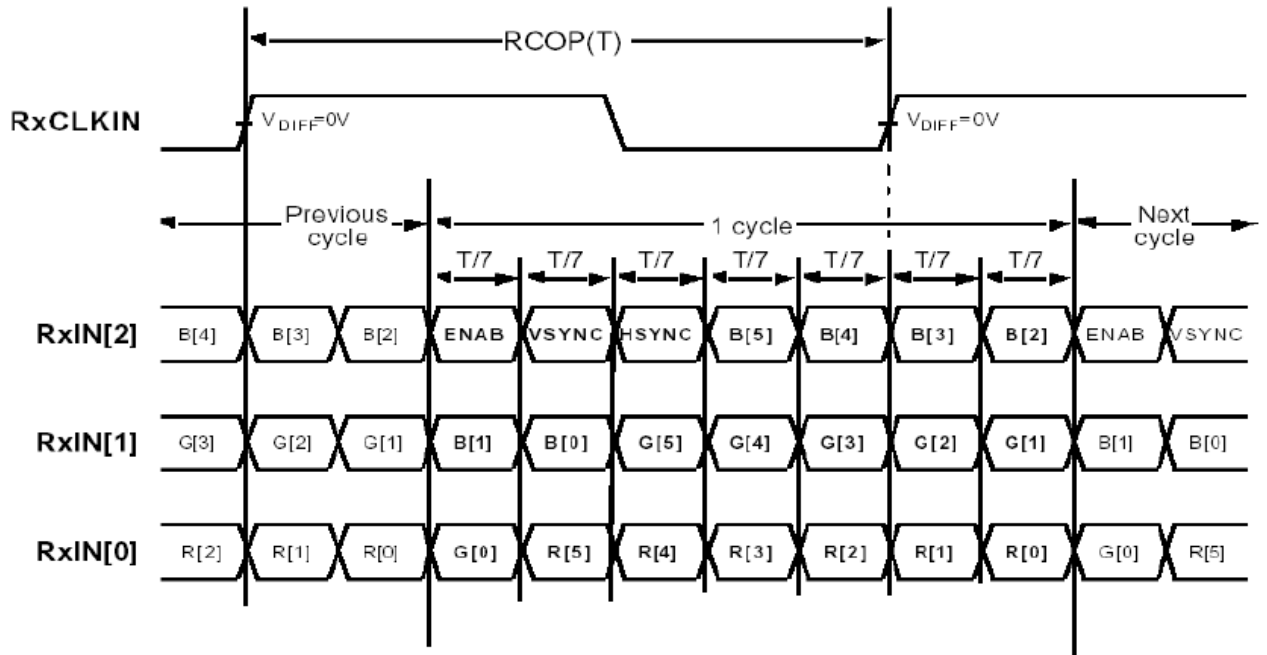 RCOP(T)
RxCLKIN
VDIFF=0V
VDIFF=0V
Previous cycle
1 cycle
Next cycle
T/7 T/7 T/7 T/7 T/7 T/7 T/7
RxIN[2] B[4] B[3] B[2] ENAB VSYNC HSYNC B[5] B[4] B[3] B[2] ENAB VSYNC
RxIN[1] G[3] G[2] G[1] B[1] B[0] G[5] G[4] G[3] G[2] G[1] B[1] B[0]
RxIN[0] R[2] R[1] R[0] G[0] R[5] R[4] R[3] R[2] R[1] R[0] G[0] R[5]